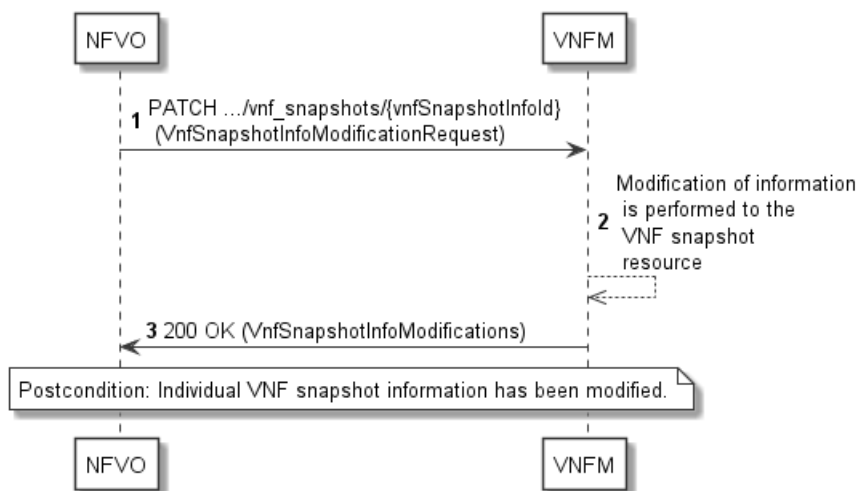 NFVO
VNFM
1 PATCH .../vnf_snapshots/{vnfSnapshotInfoId}
(VnfSnapshotInfoModificationRequest)
Modification of information
is performed to the
2 VNF snapshot
resource
3 200 OK (VnfSnapshotInfoModifications)
Postcondition: Individual VNF snapshot information has been modified.
NFVO
VNFM